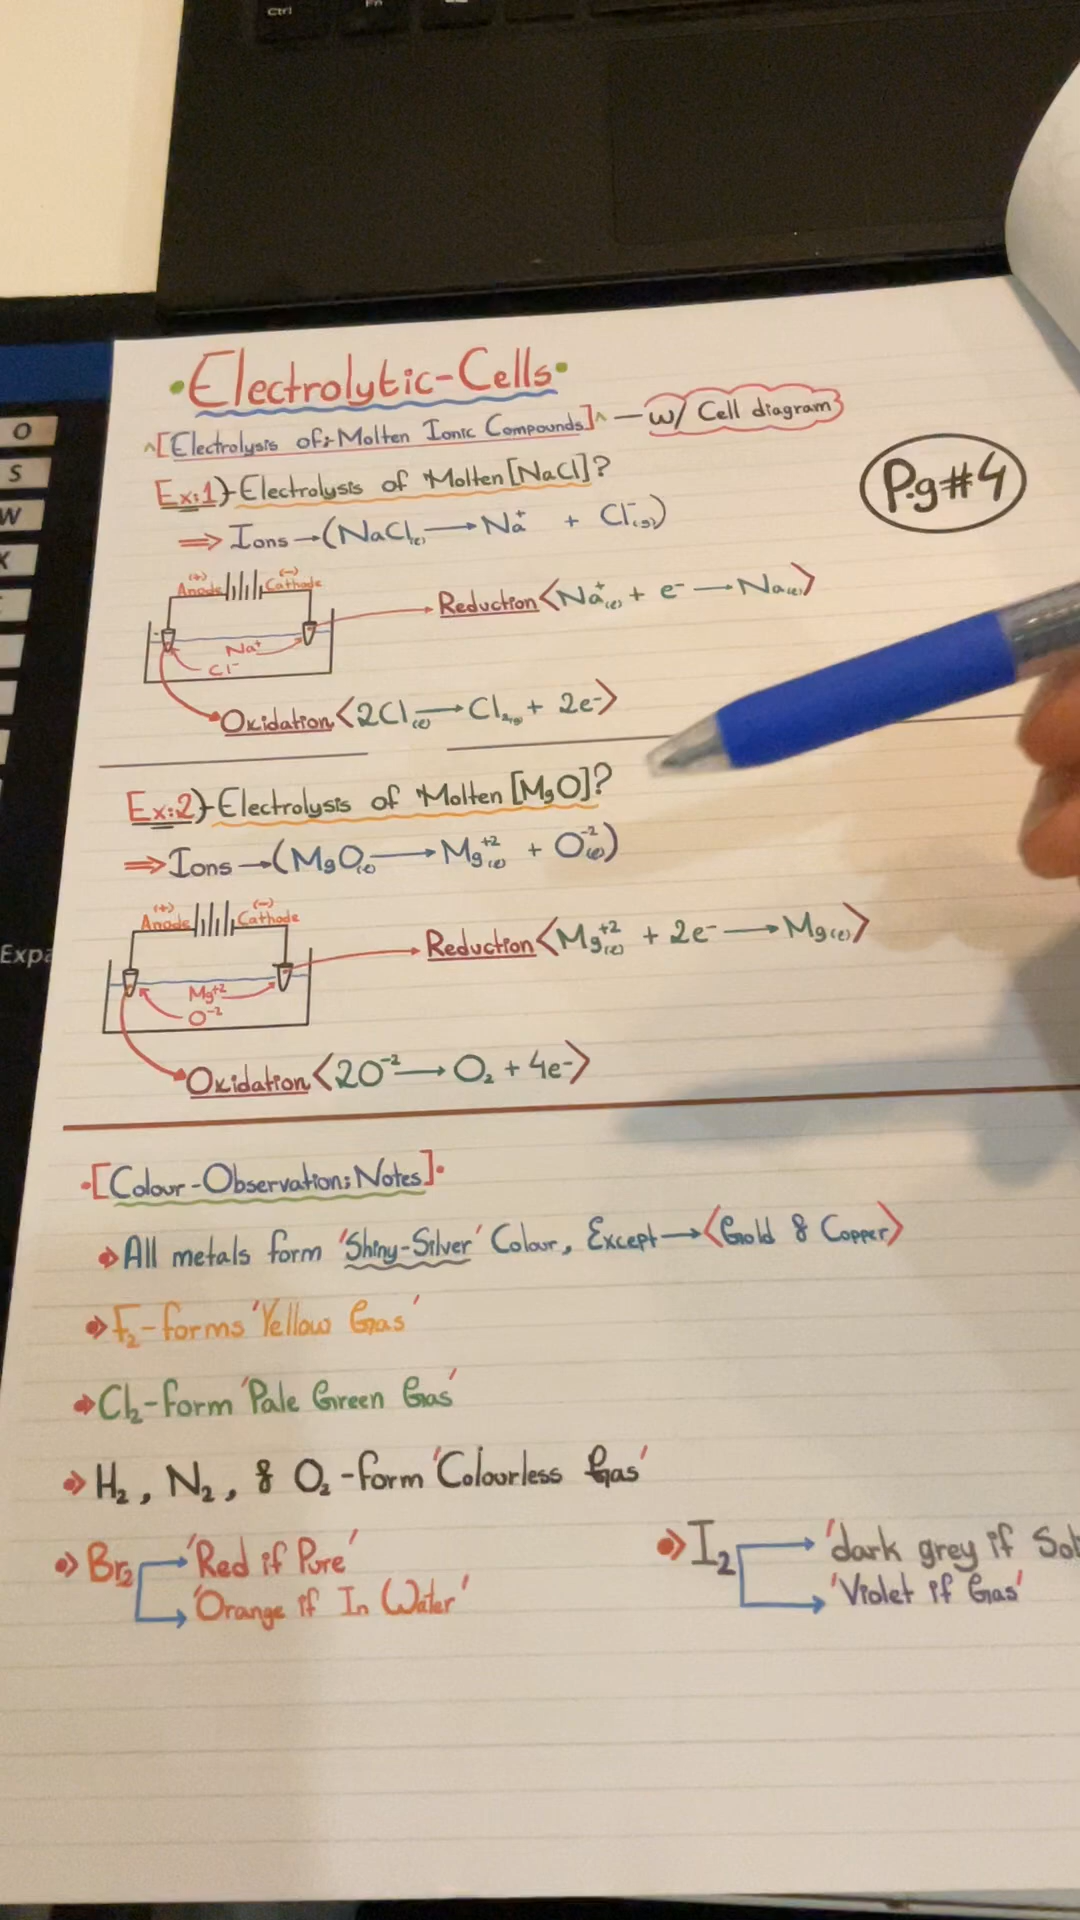 Ctrl
Fn
O
S
W
X
Expa
•Electrolytic-Cells•
^[Electrolysis of:- Molten Ionic Compounds]^ — w/ Cell diagram
Pg#4
Ex:1}-Electrolysis of "Molten [NaCl]?
⇒ Ions → (NaCl(l) → Na⁺ + Cl⁻(g))
(+) (-)
Anode Cathode
Reduction <Na⁺(l) + e⁻ → Na(l)>
Na⁺
Cl⁻
Oxidation <2Cl⁻(l) → Cl₂(g) + 2e⁻>
Ex:2}-Electrolysis of "Molten [MgO]?
⇒ Ions → (MgO(l) → Mg⁺²(l) + O⁻²(l))
(+) (-)
Anode Cathode
Reduction <Mg⁺²(l) + 2e⁻ → Mg(l)>
Mg⁺²
O⁻²
Oxidation <2O⁻² → O₂ + 4e⁻>
•[Colour-Observation: Notes]•
All metals form 'Shiny-Silver' Colour, Except → <Gold & Copper>
F₂-forms 'Yellow Gas'
Cl₂-form 'Pale Green Gas'
H₂, N₂, & O₂-form 'Colourless Gas'
Br₂ → 'Red if Pure'
'Orange if In Water'
I₂ → 'dark grey if Sol
'Violet if Gas'